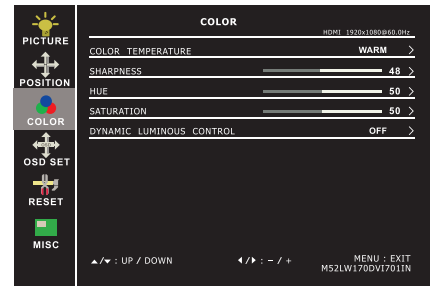 COLOR
HDMI 1920x1080@60.0Hz
PICTURE
POSITION
COLOR
OSD SET
RESET
MISC
COLOR TEMPERATURE WARM >
SHARPNESS 48 >
HUE 50 >
SATURATION 50 >
DYNAMIC LUMINOUS CONTROL OFF >
▲/▼ : UP / DOWN ◀/▶ : - / + MENU : EXIT
M52LW170DVI701IN